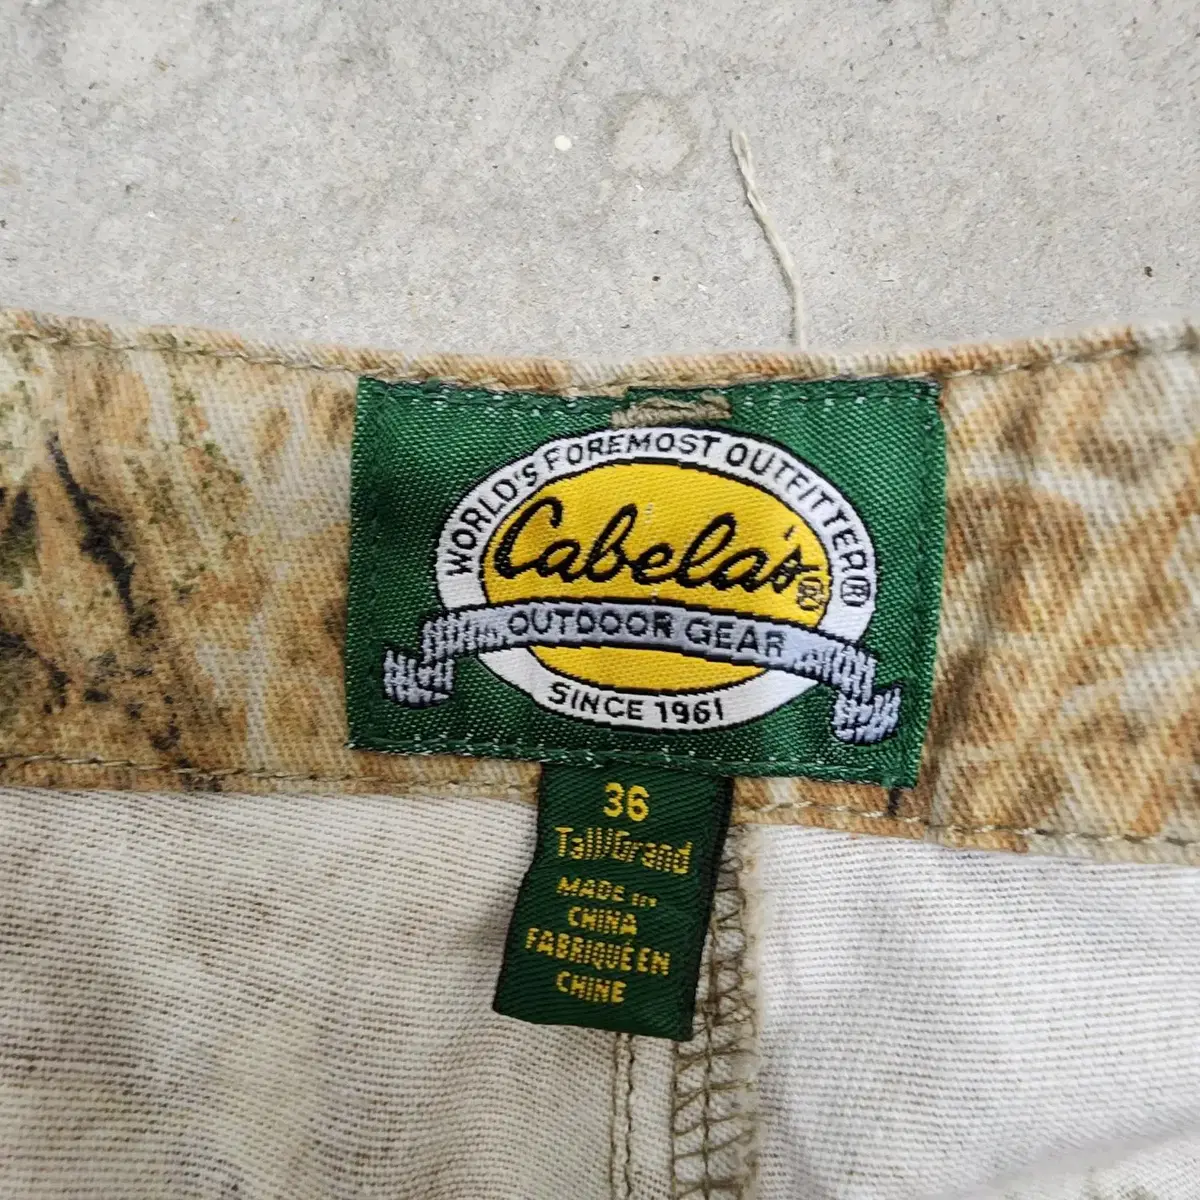 WORLD'S FOREMOST OUTFITTER®
Cabela's®
OUTDOOR GEAR
SINCE 1961
36
Tall/Grand
MADE in
CHINA
FABRIQUÉ EN
CHINE